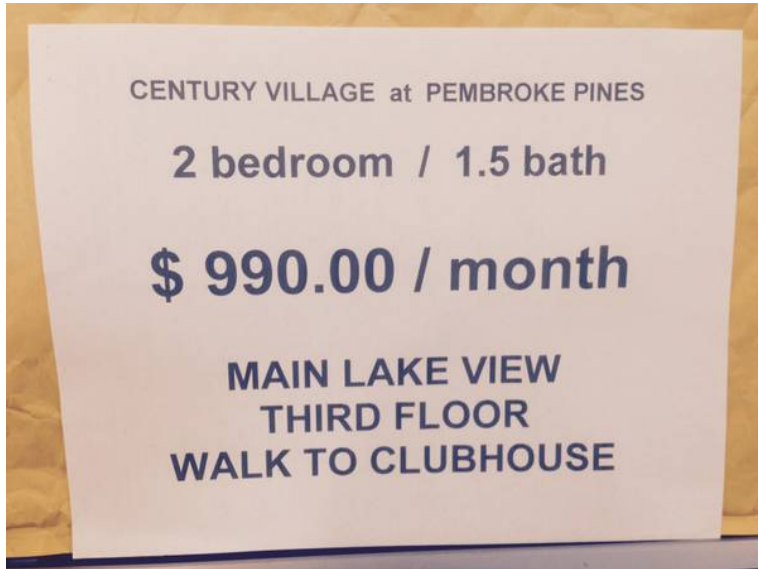 CENTURY VILLAGE at PEMBROKE PINES
2 bedroom / 1.5 bath
$ 990.00 / month
MAIN LAKE VIEW
THIRD FLOOR
WALK TO CLUBHOUSE